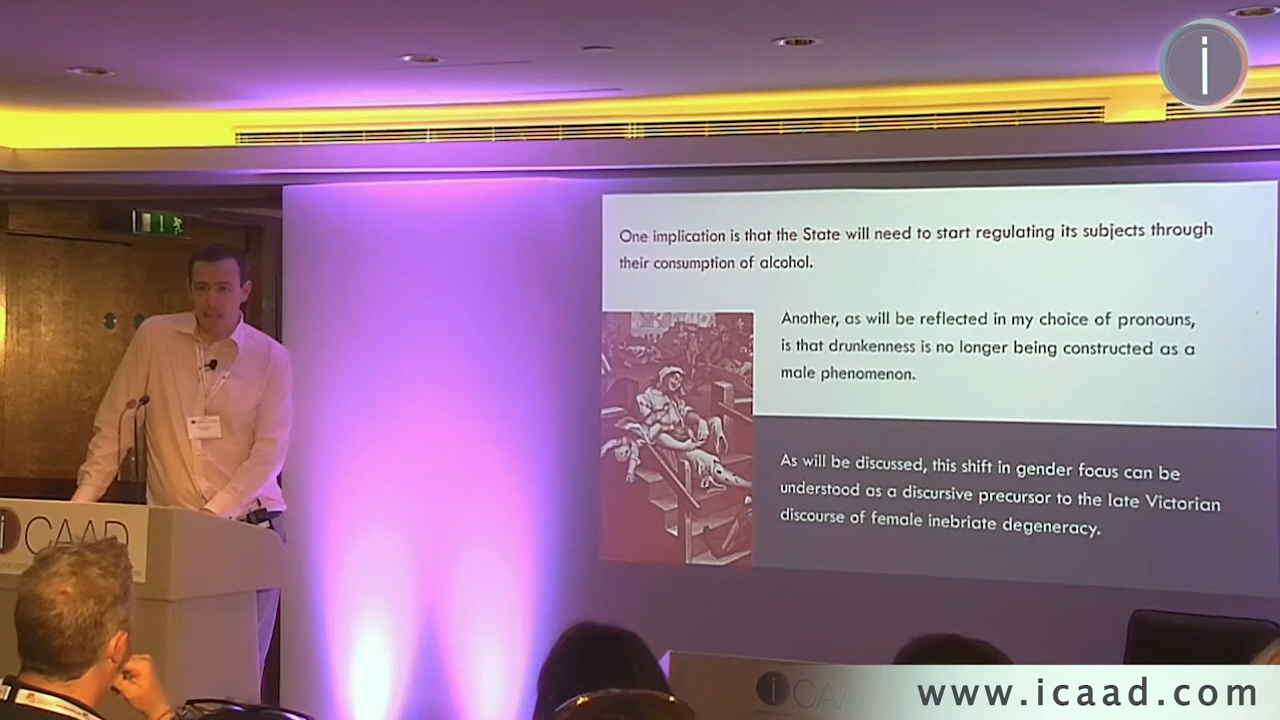 i
One implication is that the State will need to start regulating its subjects through
their consumption of alcohol.
Another, as will be reflected in my choice of pronouns,
is that drunkenness is no longer being constructed as a
male phenomenon.
As will be discussed, this shift in gender focus can be
understood as a discursive precursor to the late Victorian
discourse of female inebriate degeneracy.
iCAAD
iCAA
www.icaad.com